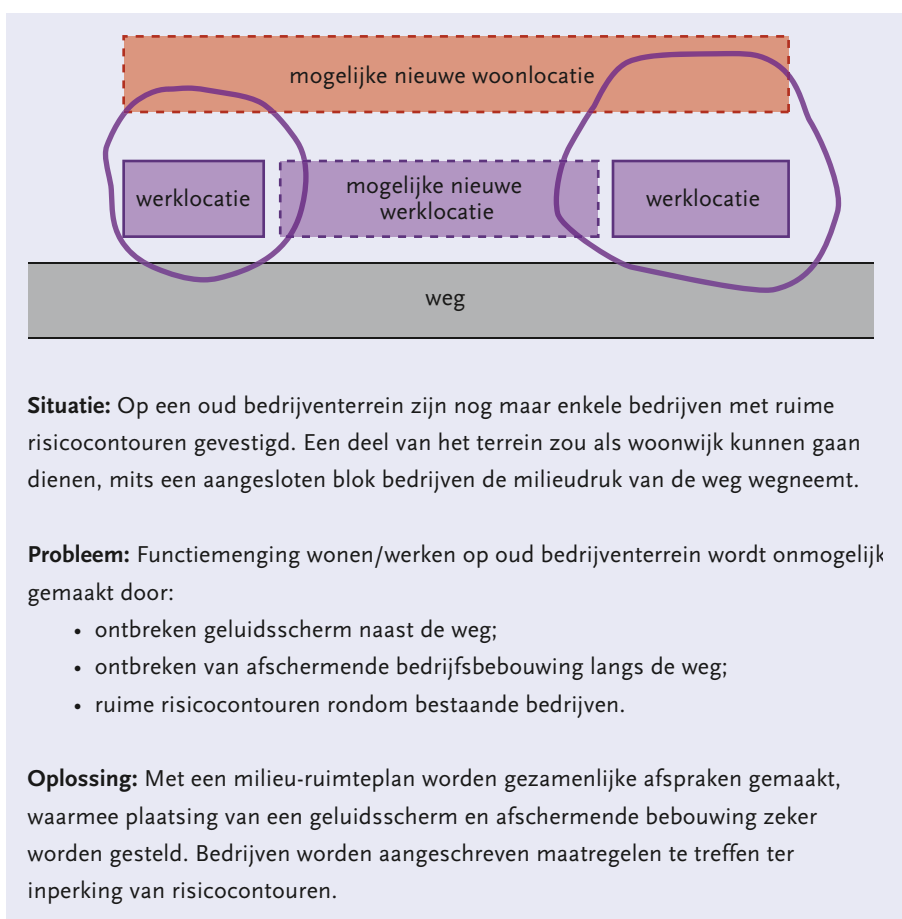 mogelijke nieuwe woonlocatie
werklocatie
mogelijke nieuwe
werklocatie
werklocatie
weg
Situatie: Op een oud bedrijventerrein zijn nog maar enkele bedrijven met ruime
risicocontouren gevestigd. Een deel van het terrein zou als woonwijk kunnen gaan
dienen, mits een aangesloten blok bedrijven de milieudruk van de weg wegneemt.
Probleem: Functiemenging wonen/werken op oud bedrijventerrein wordt onmogelijk
gemaakt door:
• ontbreken geluidsscherm naast de weg;
• ontbreken van afschermende bedrijfsbebouwing langs de weg;
• ruime risicocontouren rondom bestaande bedrijven.
Oplossing: Met een milieu-ruimteplan worden gezamenlijke afspraken gemaakt,
waarmee plaatsing van een geluidsscherm en afschermende bebouwing zeker
worden gesteld. Bedrijven worden aangeschreven maatregelen te treffen ter
inperking van risicocontouren.